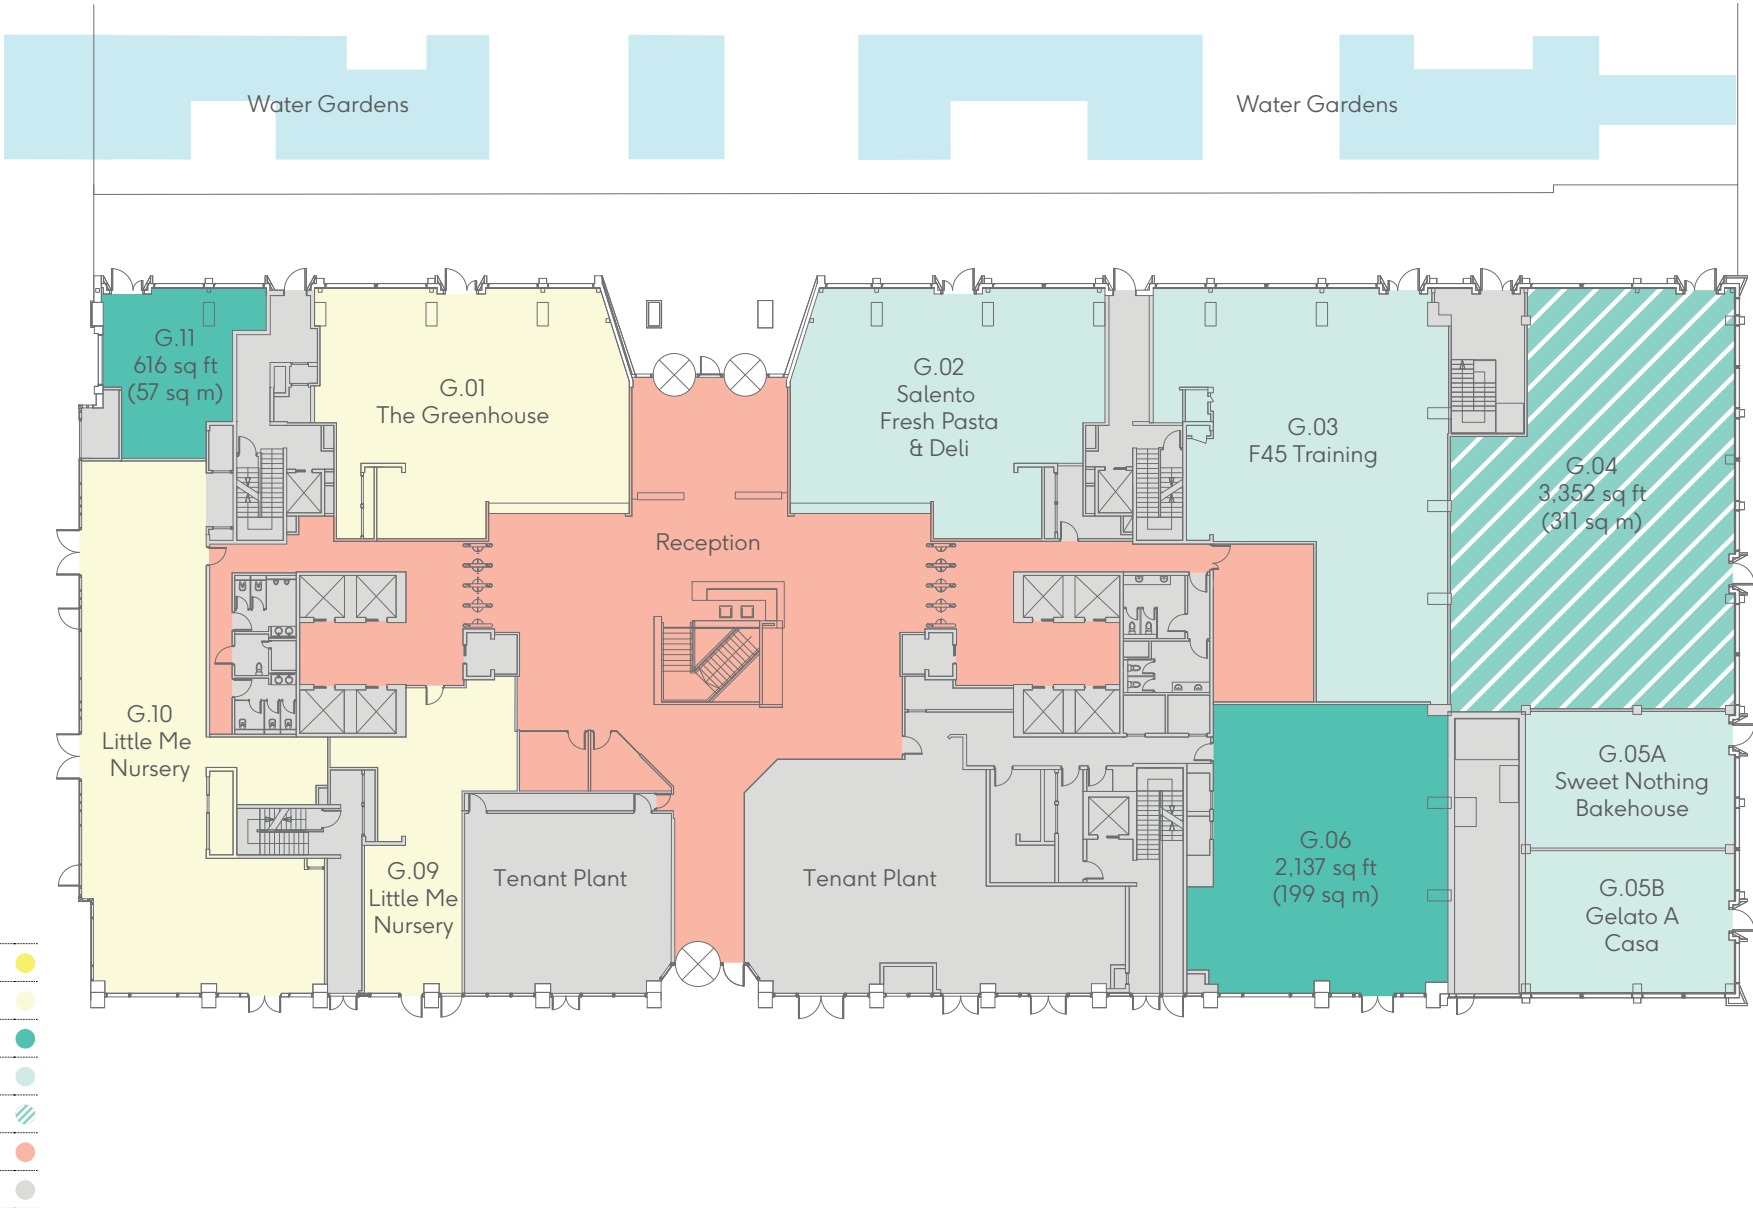 Water Gardens
Water Gardens
G.11
616 sq ft
(57 sq m)
G.01
The Greenhouse
G.02
Salento
Fresh Pasta
& Deli
G.03
F45 Training
G.04
3,352 sq ft
(311 sq m)
Reception
G.10
Little Me
Nursery
G.09
Little Me
Nursery
Tenant Plant
Tenant Plant
G.06
2,137 sq ft
(199 sq m)
G.05A
Sweet Nothing
Bakehouse
G.05B
Gelato A
Casa